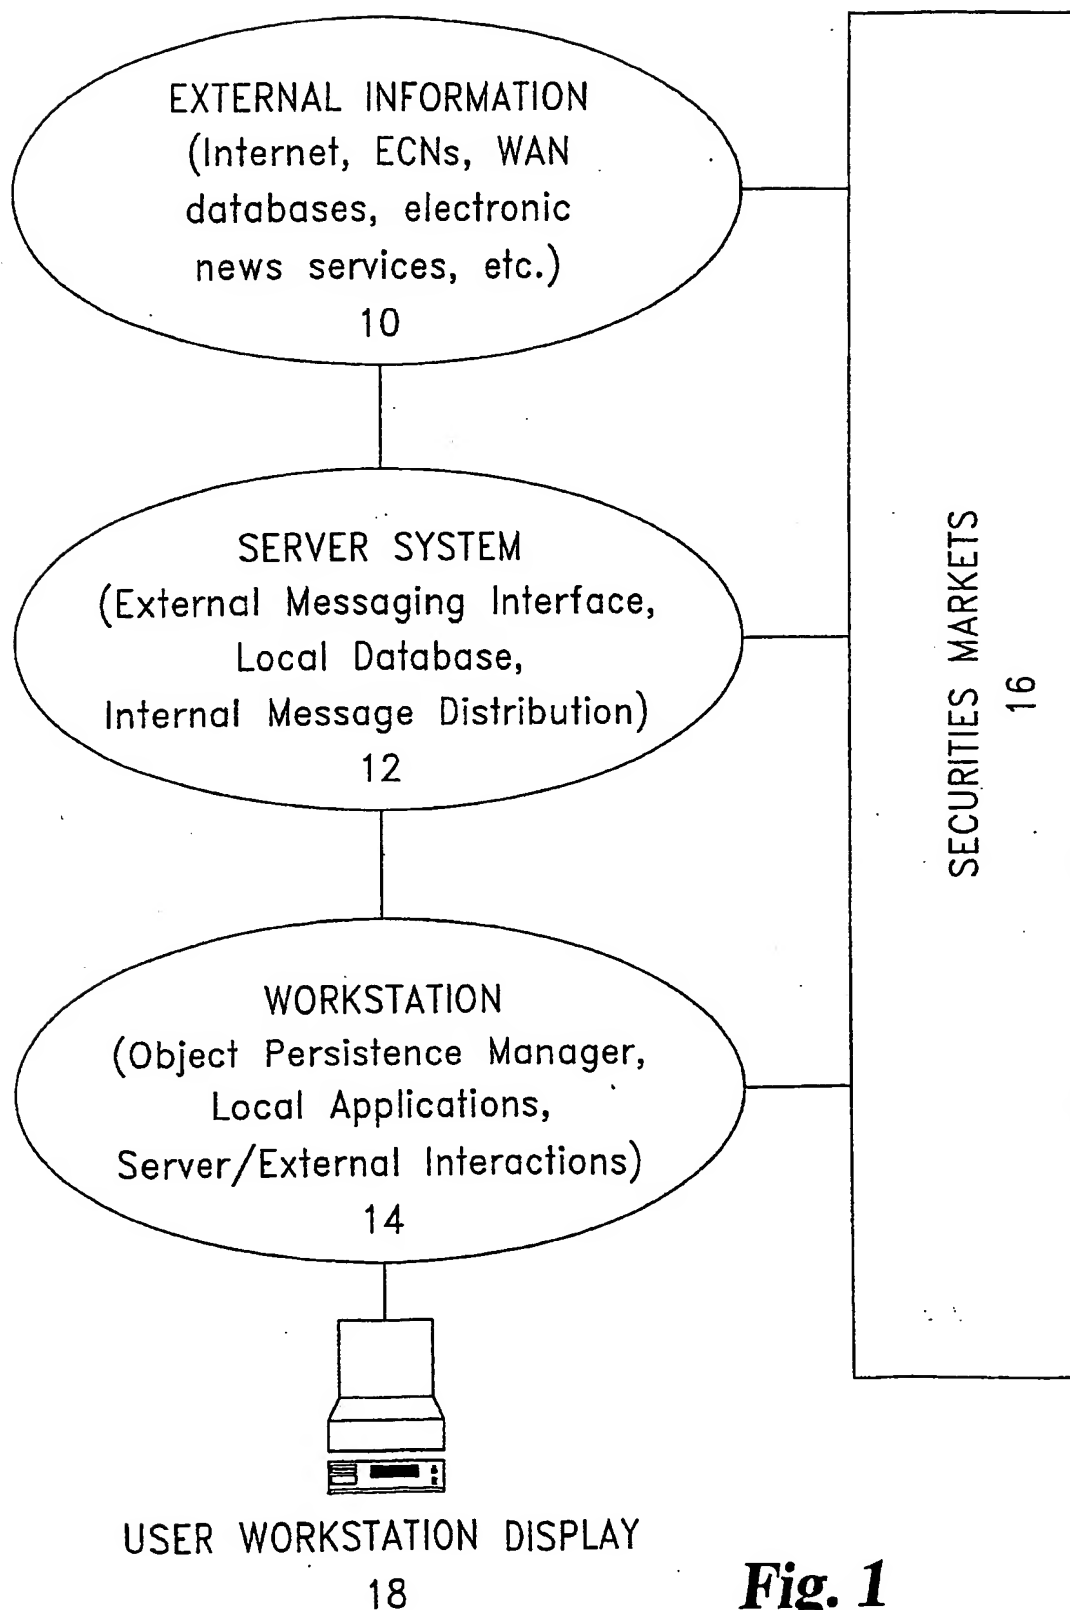 EXTERNAL INFORMATION
(Internet, ECNs, WAN
databases, electronic
news services, etc.)
10
SERVER SYSTEM
(External Messaging Interface,
Local Database,
Internal Message Distribution)
12
WORKSTATION
(Object Persistence Manager,
Local Applications,
Server/External Interactions)
14
SECURITIES MARKETS
16
USER WORKSTATION DISPLAY
18
Fig. 1